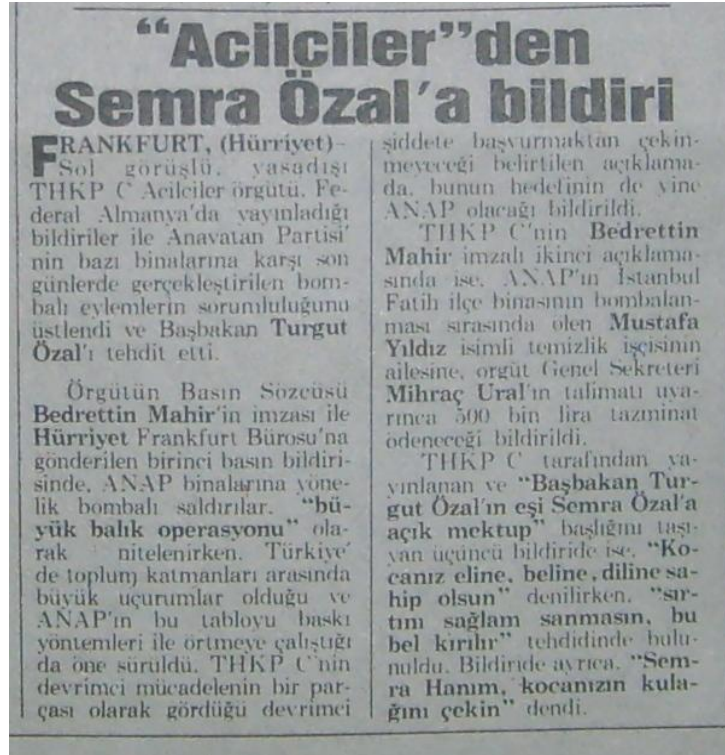 “Acilciler”den
Semra Özal'a bildiri
FRANKFURT, (Hürriyet)-
Sol görüşlü, yasadışı
THKP C Acilciler örgütü, Fe-
deral Almanya'da yayınladığı
bildiriler ile Anavatan Partisi'
nin bazı binalarına karşı son
günlerde gerçekleştirilen bom-
balı eylemlerin sorumluluğunu
üstlendi ve Başbakan Turgut
Özal'ı tehdit etti.
Örgütün Basın Sözcüsü
Bedrettin Mahir'in imzası ile
Hürriyet Frankfurt Bürosu'na
gönderilen birinci basın bildiri-
sinde, ANAP binalarına yöne-
lik bombalı saldırılar, “bü-
yük balık operasyonu” ola-
rak nitelenirken, Türkiye'
de toplum katmanları arasında
büyük uçurumlar olduğu ve
ANAP'ın bu tabloyu baskı
yöntemleri ile örtmeye çalıştığı
da öne sürüldü. THKP C'nin
devrimci mücadelenin bir par-
çası olarak gördüğü devrimci
şiddete başvurmaktan çekin-
meyeceği belirtilen açıklama-
da, bunun hedefinin de yine
ANAP olacağı bildirildi.
THKP C'nin Bedrettin
Mahir imzalı ikinci açıklama-
sında ise, ANAP'ın İstanbul
Fatih ilçe binasının bombalan-
ması sırasında ölen Mustafa
Yıldız isimli temizlik işçisinin
ailesine, orgüt Genel Sekreteri
Mihraç Ural'ın talimatı uya-
rınca 500 bin lira tazminat
ödeneceği bildirildi.
THKP C tarafından ya-
yınlanan ve “Başbakan Tur-
gut Özal'ın eşi Semra Özal'a
açık mektup” başlığını taşı-
yan üçüncü bildiride ise, “Ko-
canız eline, beline, diline sa-
hip olsun” denilirken, “sır-
tını sağlam sanmasın, bu
bel kırılır” tehdidinde bulu-
nuldu. Bildiride ayrıca, “Sem-
ra Hanım, kocanızın kula-
ğını çekin” dendi.